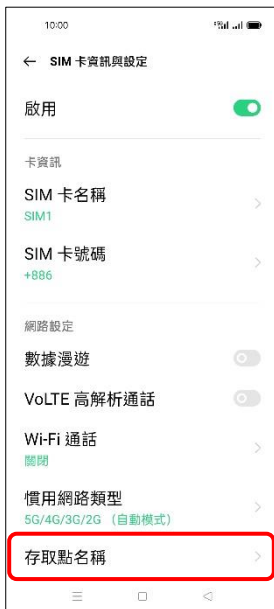 10:00
SIM 卡資訊與設定
啟用
卡資訊
SIM 卡名稱
SIM1
SIM 卡號碼
+886
網路設定
數據漫遊
VoLTE 高解析通話
Wi-Fi 通話
關閉
慣用網路類型
5G/4G/3G/2G (自動模式)
存取點名稱